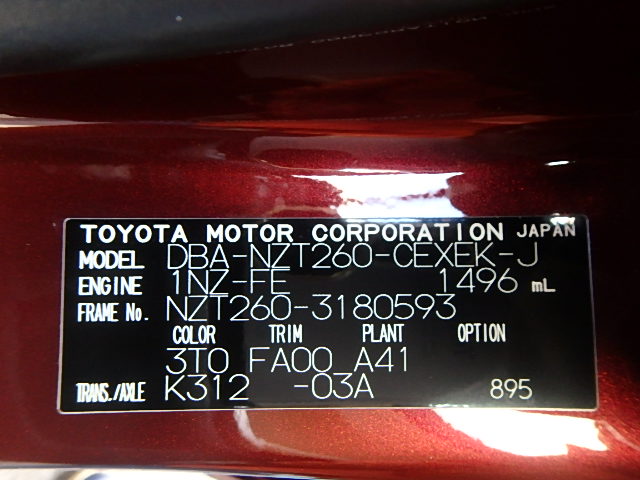 TOYOTA MOTOR CORPORATION JAPAN
MODEL DBA-NZT260-CEXEK-J
ENGINE 1NZ-FE 1496 mL
FRAME No. NZT260-3180593
COLOR TRIM PLANT OPTION
3T0 FA00 A41
TRANS./AXLE K312 -03A 895